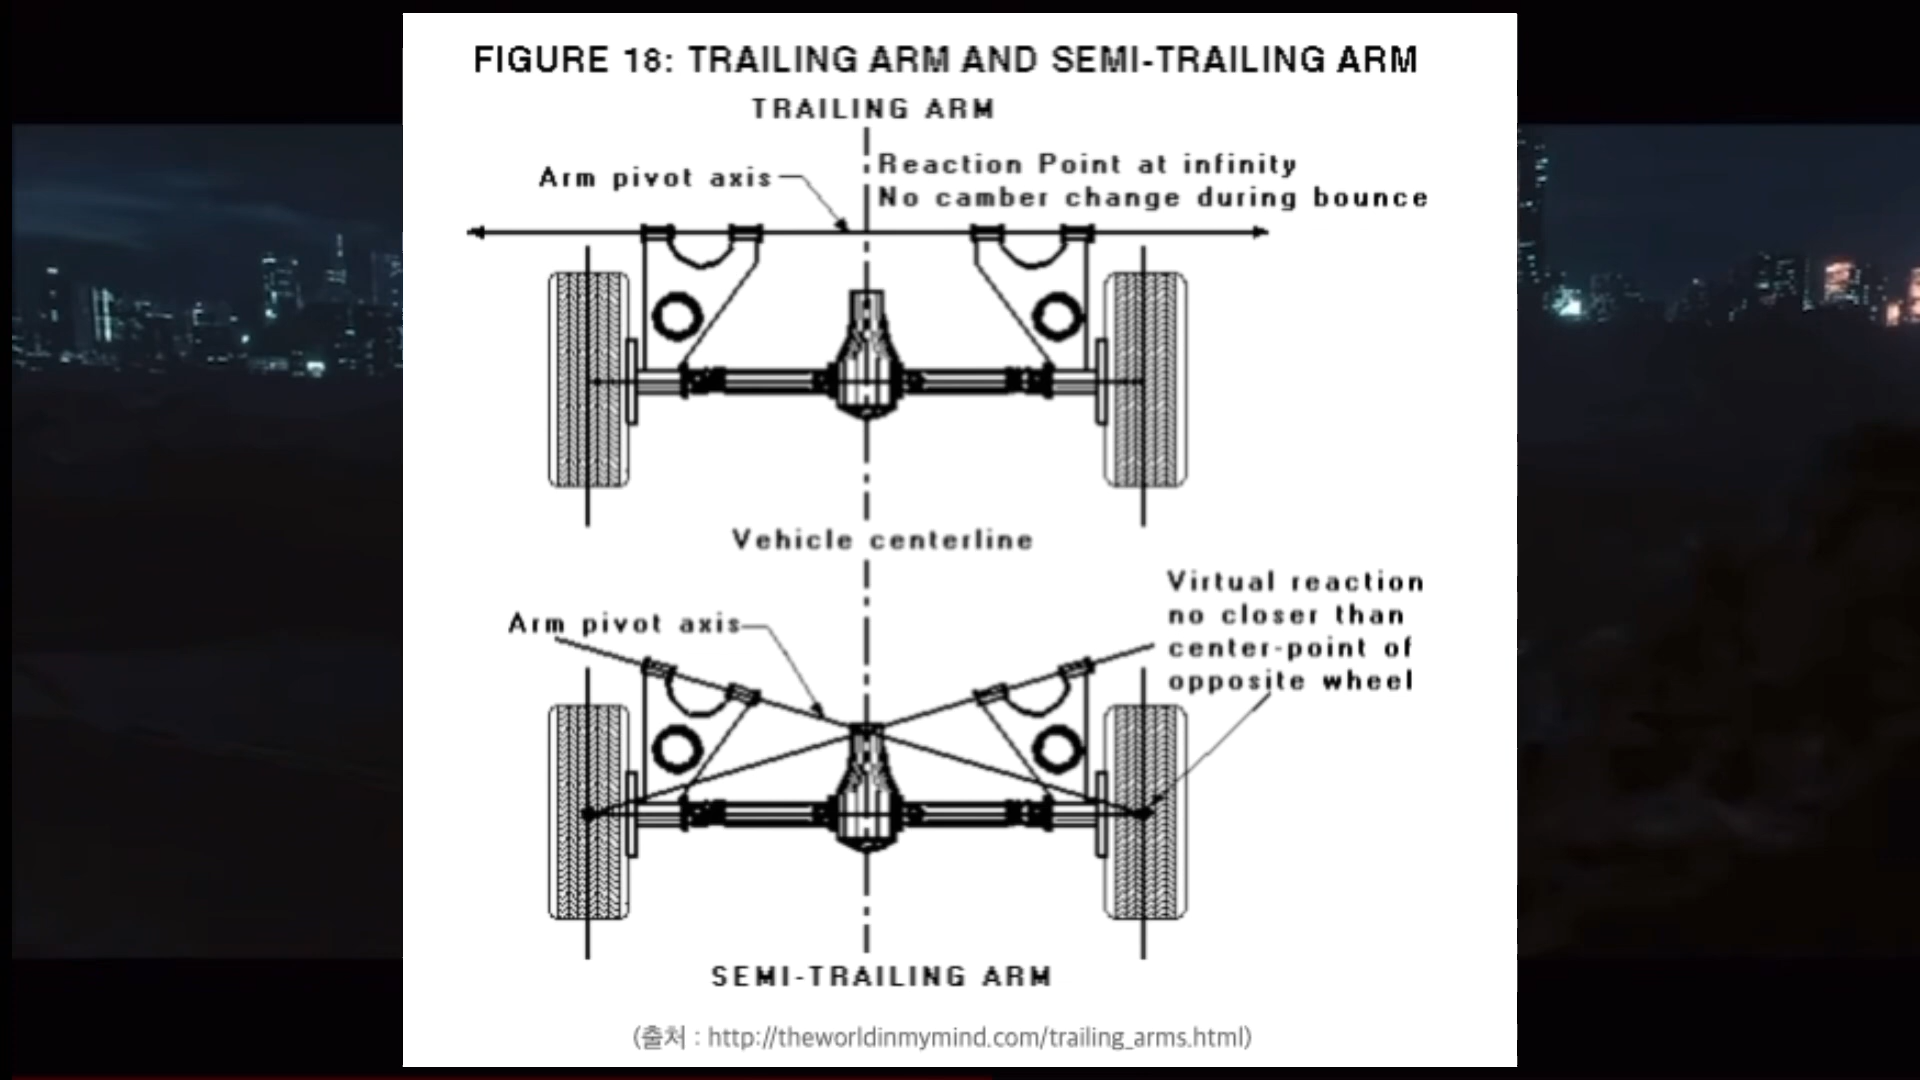 FIGURE 18: TRAILING ARM AND SEMI-TRAILING ARM
TRAILING ARM
Arm pivot axis
Reaction Point at infinity
No camber change during bounce
Vehicle centerline
Arm pivot axis
Virtual reaction
no closer than
center-point of
opposite wheel
SEMI-TRAILING ARM
(출처 : http://theworldinmymind.com/trailing_arms.html)